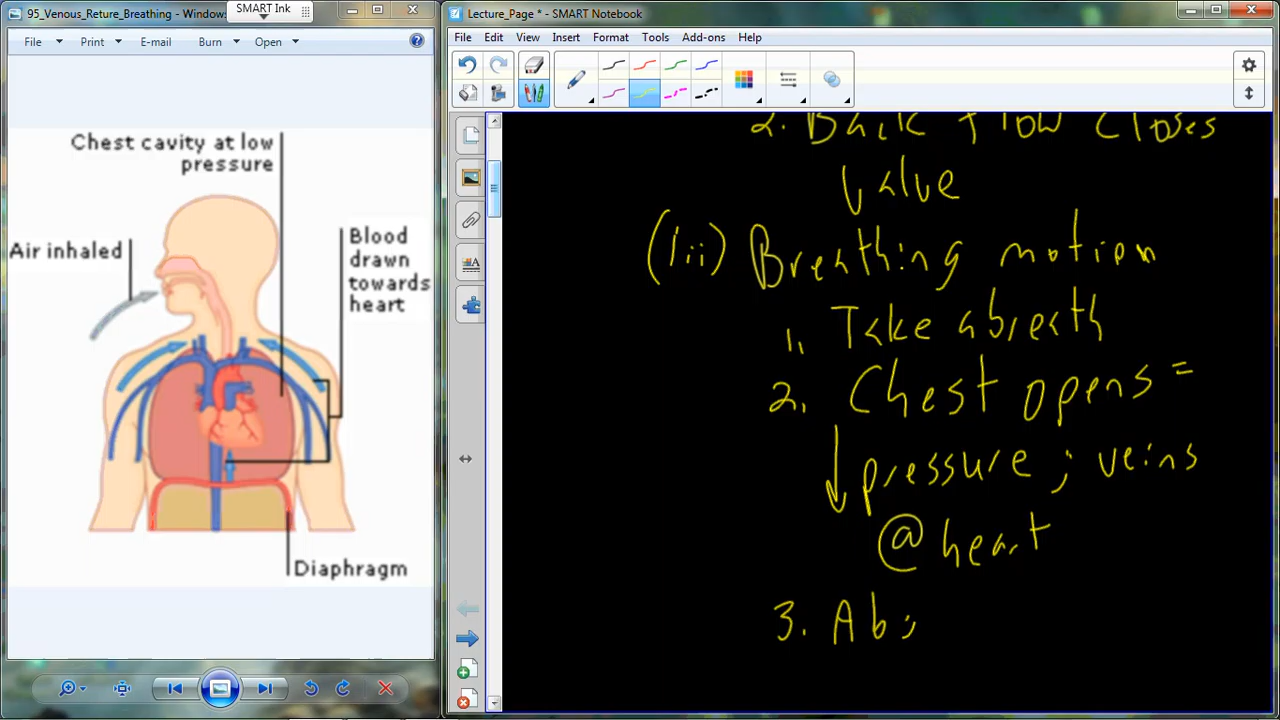 95_Venous_Reture_Breathing - Windows
SMART Ink
File Print E-mail Burn Open
Chest cavity at low
pressure
Air inhaled
Blood
drawn
towards
heart
Diaphragm
Lecture_Page * - SMART Notebook
File Edit View Insert Format Tools Add-ons Help
2. Back flow closes
valve
(iii) Breathing motion
1. Take a breath
2. Chest opens =
↓ pressure ; veins
@ heart
3. Ab